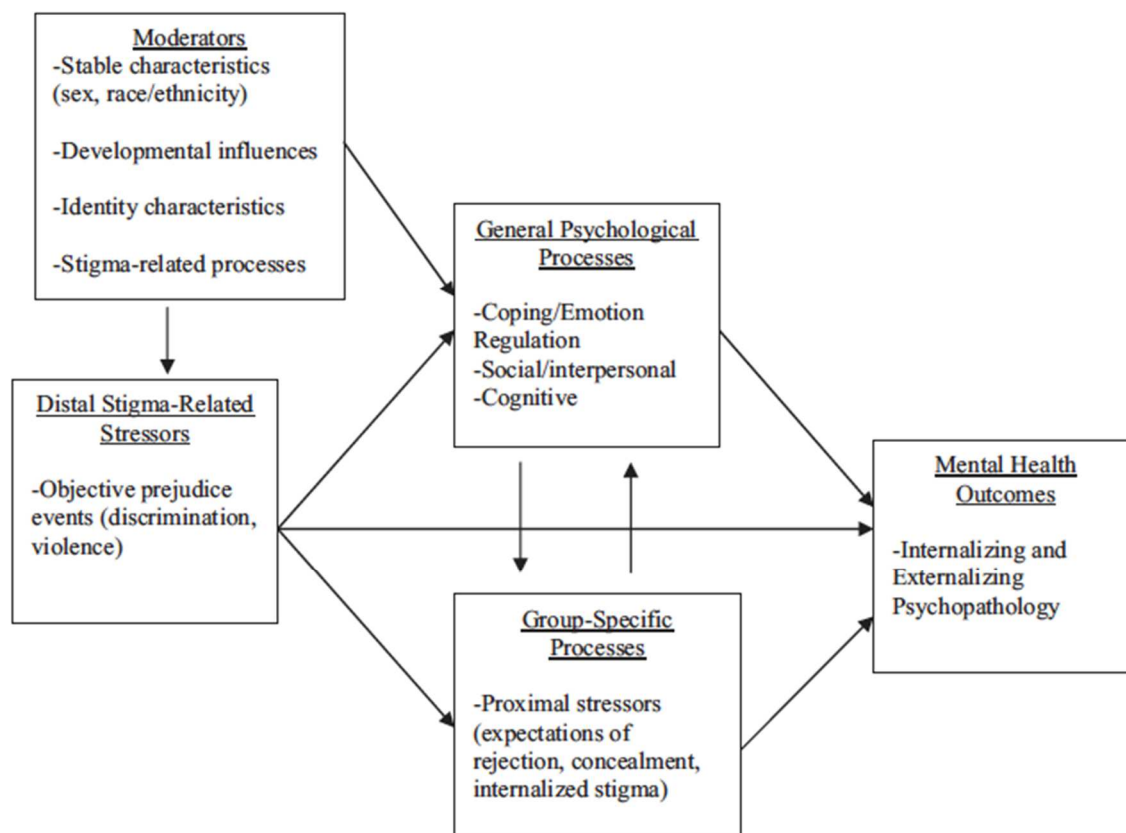 Moderators
-Stable characteristics
(sex, race/ethnicity)
-Developmental influences
-Identity characteristics
-Stigma-related processes
Distal Stigma-Related
Stressors
-Objective prejudice
events (discrimination,
violence)
General Psychological
Processes
-Coping/Emotion
Regulation
-Social/interpersonal
-Cognitive
Group-Specific
Processes
-Proximal stressors
(expectations of
rejection, concealment,
internalized stigma)
Mental Health
Outcomes
-Internalizing and
Externalizing
Psychopathology